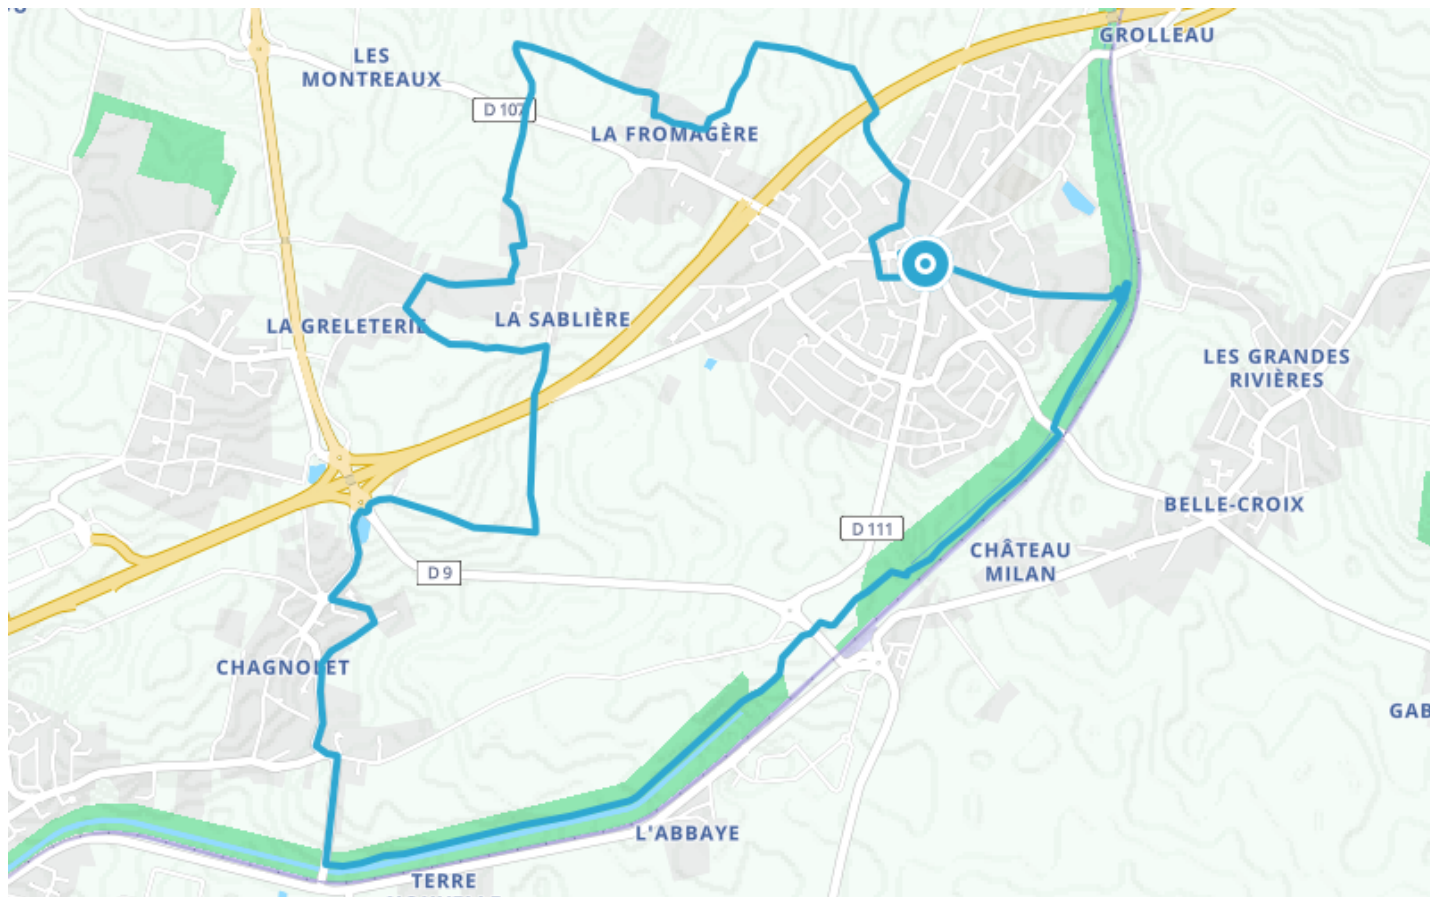 GROLLEAU
LES
MONTREAUX
D 107
LA FROMAGÈRE
LA GRELETERIE
LA SABLIÈRE
LES GRANDES
RIVIÈRES
BELLE-CROIX
D 111
CHÂTEAU
MILAN
D 9
CHAGNOLET
GAB
L'ABBAYE
TERRE